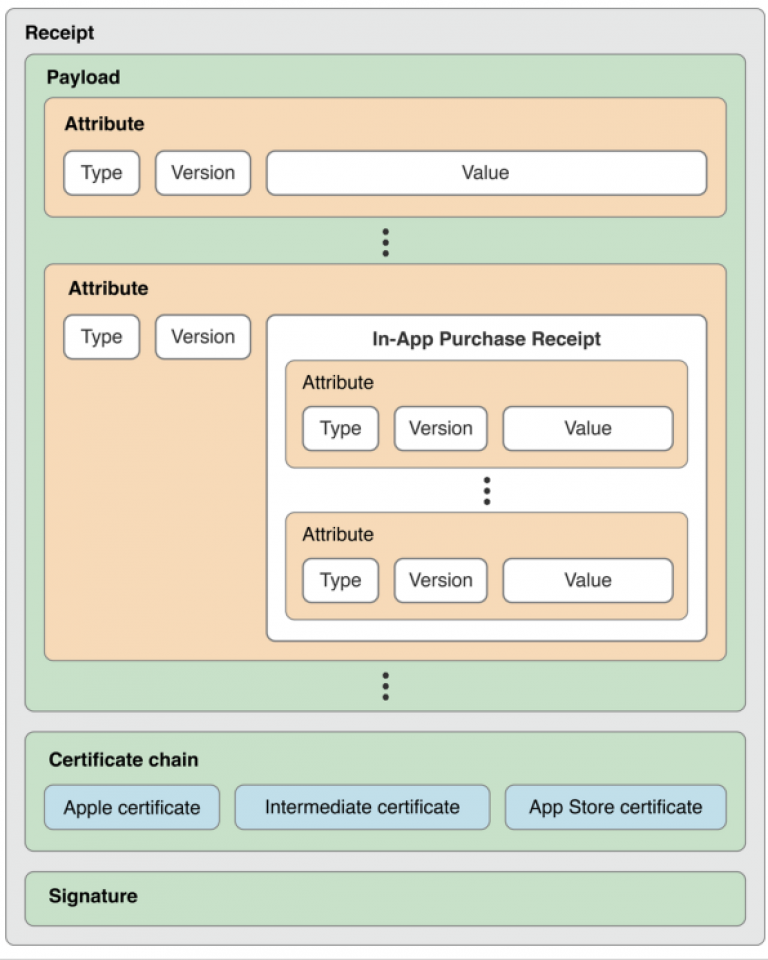 Receipt
Payload
Attribute
Type Version Value
Attribute
Type Version In-App Purchase Receipt
Attribute
Type Version Value
Attribute
Type Version Value
Certificate chain
Apple certificate Intermediate certificate App Store certificate
Signature